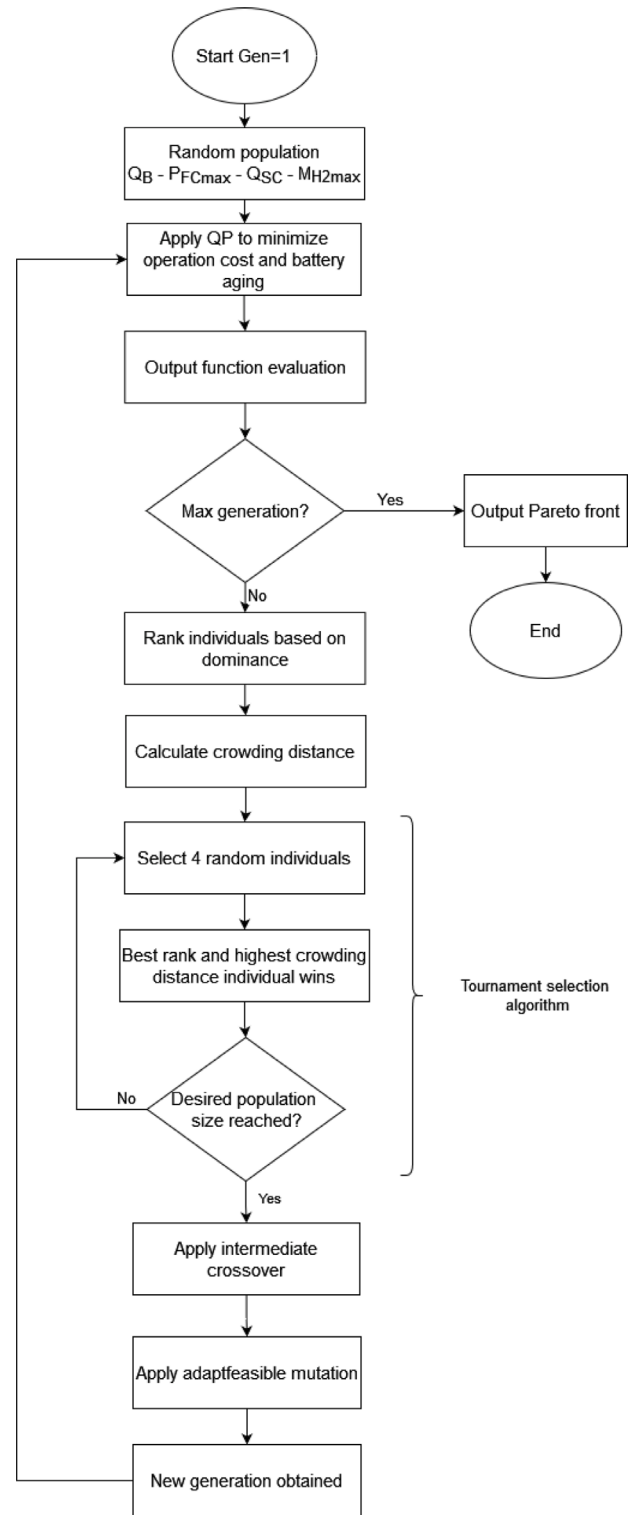 Start Gen=1
Random population
QB - PFCmax - QSC - MH2max
Apply QP to minimize
operation cost and battery
aging
Output function evaluation
Max generation?
Yes
Output Pareto front
End
No
Rank individuals based on
dominance
Calculate crowding distance
Select 4 random individuals
Best rank and highest crowding
distance individual wins
Tournament selection
algorithm
Desired population
size reached?
No
Yes
Apply intermediate
crossover
Apply adaptfeasible mutation
New generation obtained